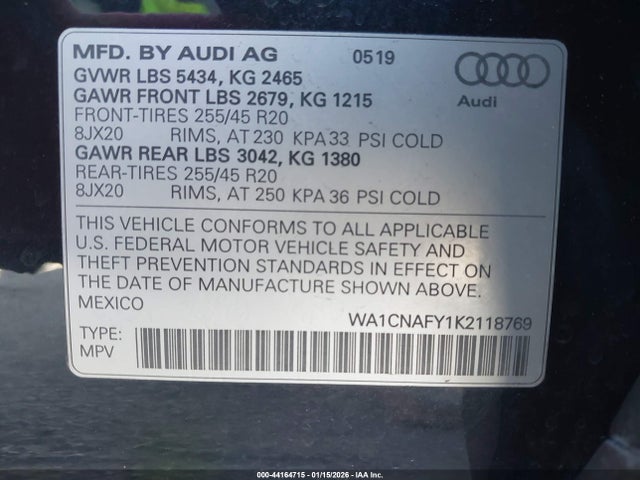 MFD. BY AUDI AG 0519
GVWR LBS 5434, KG 2465
GAWR FRONT LBS 2679, KG 1215
Audi
FRONT-TIRES 255/45 R20
8JX20 RIMS, AT 230 KPA 33 PSI COLD
GAWR REAR LBS 3042, KG 1380
REAR-TIRES 255/45 R20
8JX20 RIMS, AT 250 KPA 36 PSI COLD
THIS VEHICLE CONFORMS TO ALL APPLICABLE
U.S. FEDERAL MOTOR VEHICLE SAFETY AND
THEFT PREVENTION STANDARDS IN EFFECT ON
THE DATE OF MANUFACTURE SHOWN ABOVE.
MEXICO
WA1CNAFY1K2118769
TYPE:
MPV
000-44164715 - 01/15/2026 - IAA Inc.